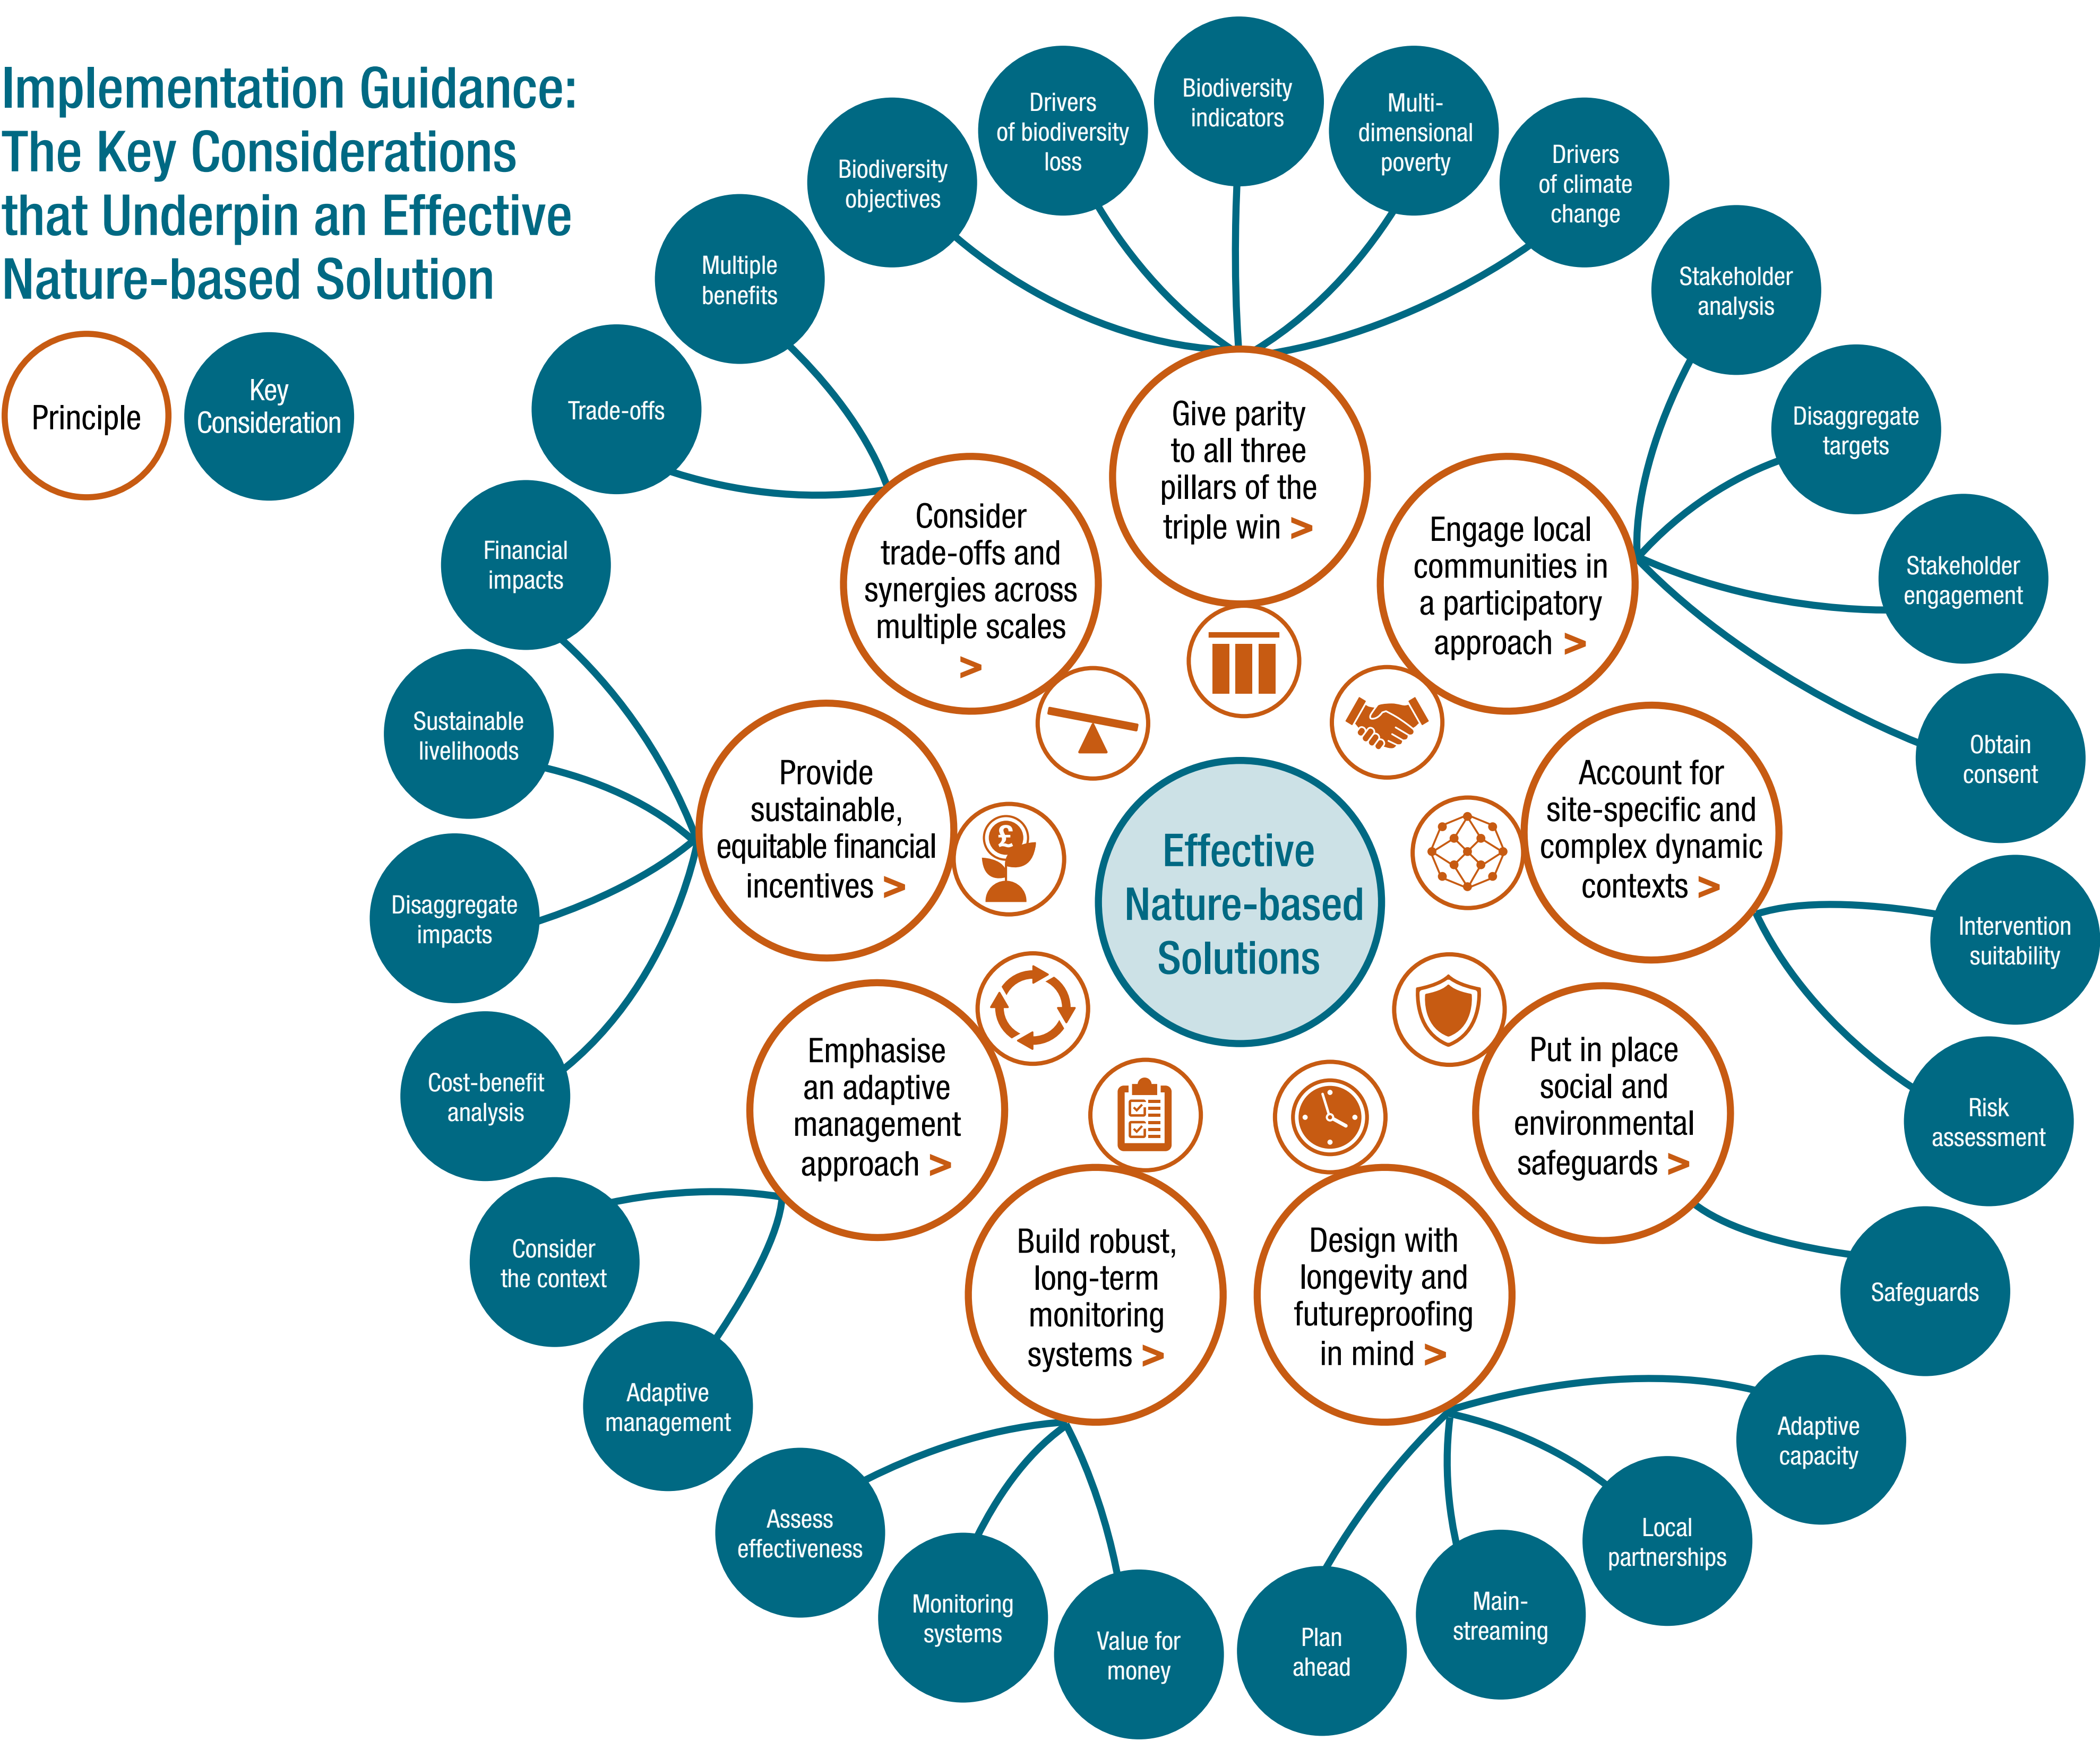 Implementation Guidance:
The Key Considerations
that Underpin an Effective
Nature-based Solution
Principle
Key
Consideration
Effective
Nature-based
Solutions
Give parity
to all three
pillars of the
triple win >
Biodiversity
objectives
Drivers
of biodiversity
loss
Biodiversity
indicators
Multi-
dimensional
poverty
Drivers
of climate
change
Engage local
communities in
a participatory
approach >
Stakeholder
analysis
Disaggregate
targets
Stakeholder
engagement
Obtain
consent
Account for
site-specific and
complex dynamic
contexts >
Intervention
suitability
Risk
assessment
Put in place
social and
environmental
safeguards >
Safeguards
Design with
longevity and
futureproofing
in mind >
Adaptive
capacity
Local
partnerships
Main-
streaming
Plan
ahead
Build robust,
long-term
monitoring
systems >
Value for
money
Monitoring
systems
Assess
effectiveness
Emphasise
an adaptive
management
approach >
Adaptive
management
Consider
the context
Provide
sustainable,
equitable financial
incentives >
£
Cost-benefit
analysis
Disaggregate
impacts
Sustainable
livelihoods
Financial
impacts
Consider
trade-offs and
synergies across
multiple scales
>
Trade-offs
Multiple
benefits